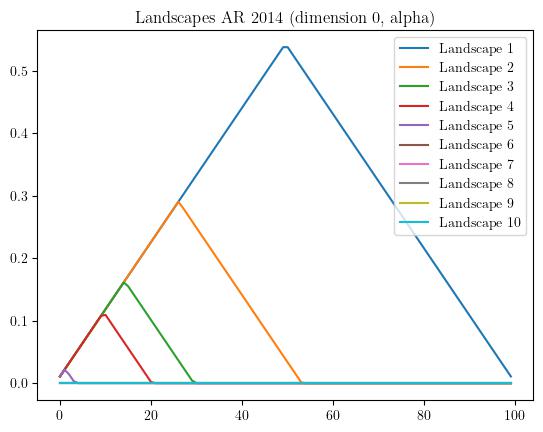 Landscapes AR 2014 (dimension 0, alpha)
Landscape 1
Landscape 2
Landscape 3
Landscape 4
Landscape 5
Landscape 6
Landscape 7
Landscape 8
Landscape 9
Landscape 10
0.5
0.4
0.3
0.2
0.1
0.0
0 20 40 60 80 100